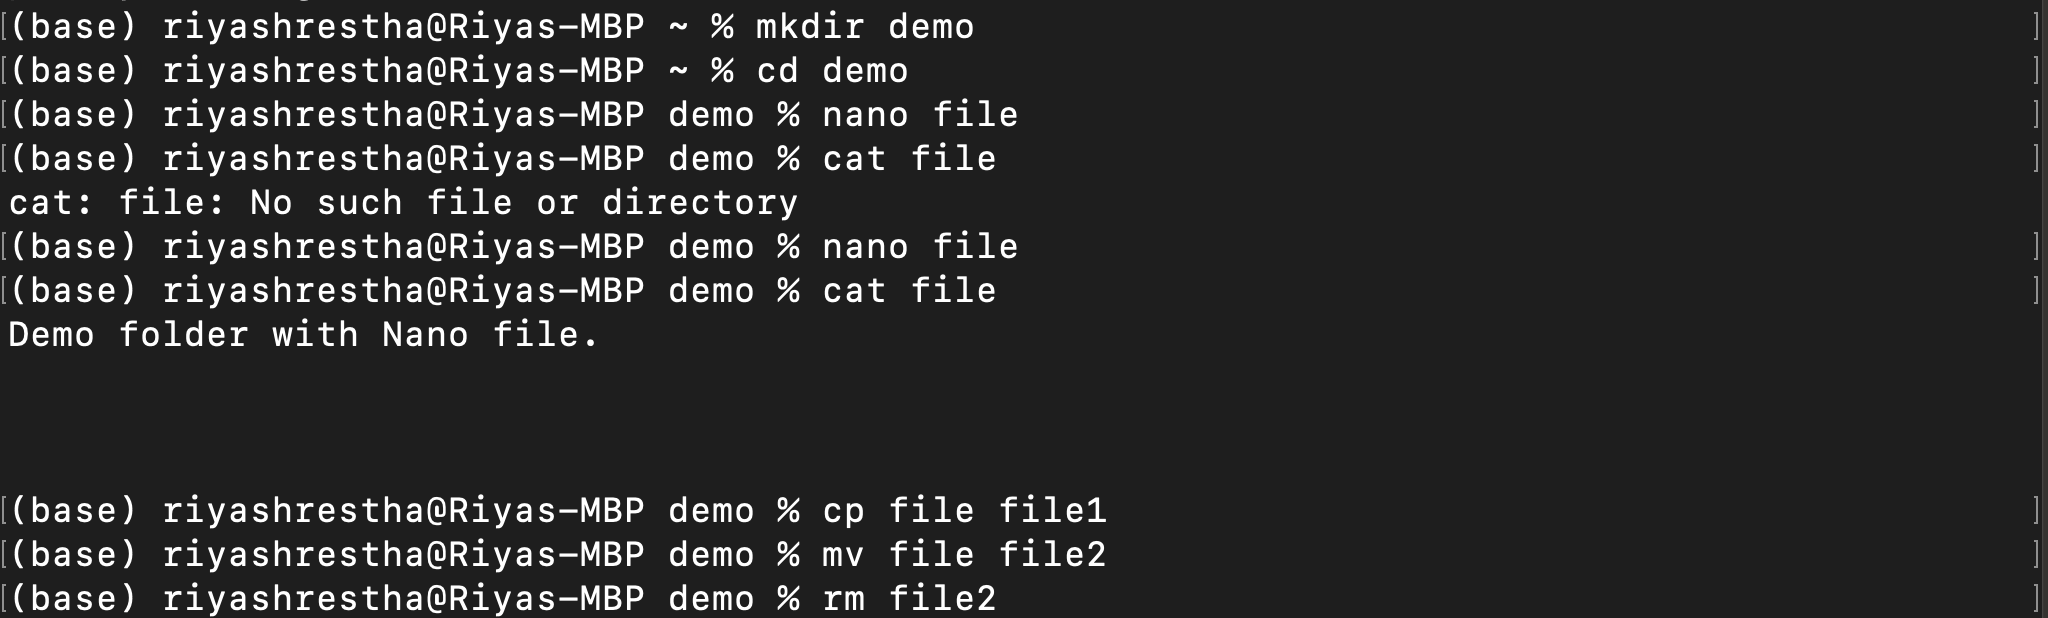 [(base) riyashrestha@Riyas-MBP ~ % mkdir demo ]
[(base) riyashrestha@Riyas-MBP ~ % cd demo ]
[(base) riyashrestha@Riyas-MBP demo % nano file ]
[(base) riyashrestha@Riyas-MBP demo % cat file ]
cat: file: No such file or directory
[(base) riyashrestha@Riyas-MBP demo % nano file ]
[(base) riyashrestha@Riyas-MBP demo % cat file ]
Demo folder with Nano file.
[(base) riyashrestha@Riyas-MBP demo % cp file file1 ]
[(base) riyashrestha@Riyas-MBP demo % mv file file2 ]
[(base) riyashrestha@Riyas-MBP demo % rm file2 ]